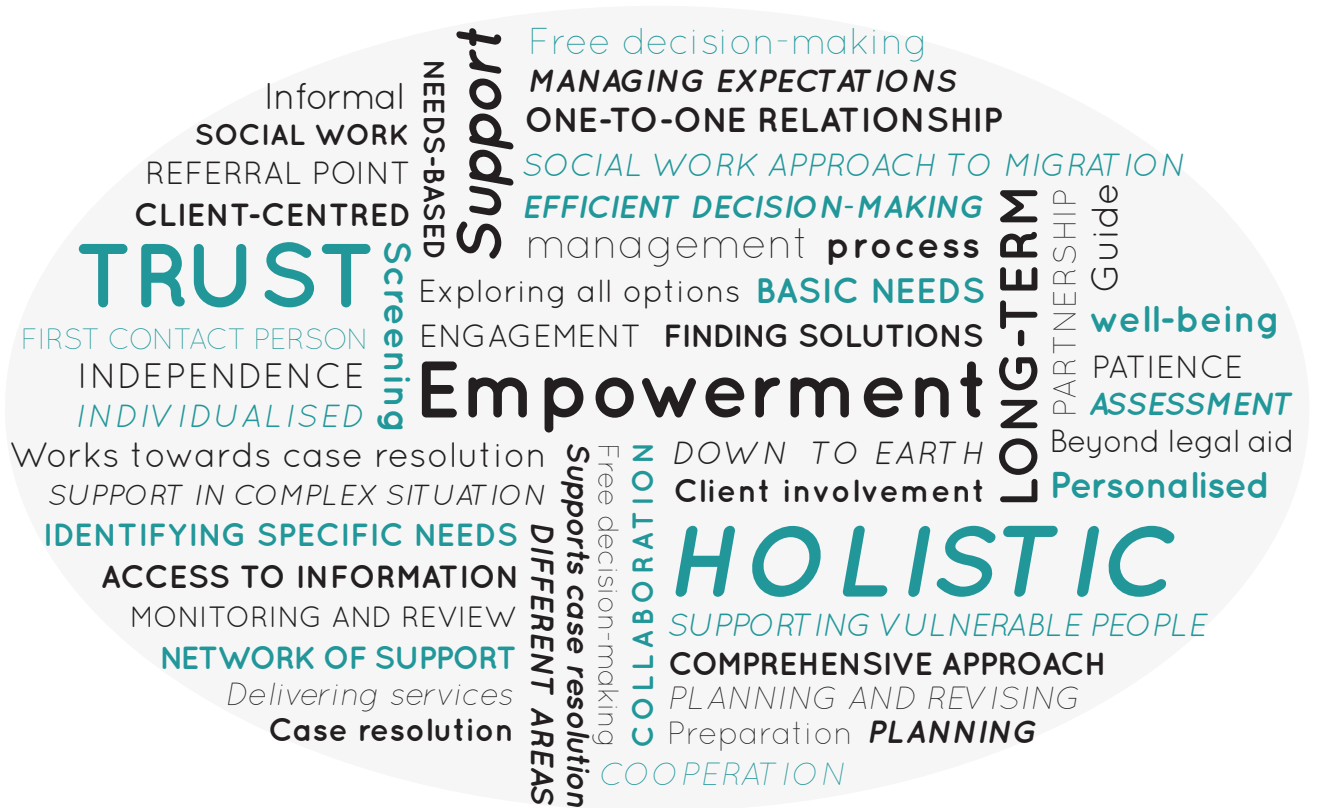 Free decision-making
MANAGING EXPECTATIONS
ONE-TO-ONE RELATIONSHIP
Support
NEEDS-BASED
Informal
SOCIAL WORK
REFERRAL POINT
CLIENT-CENTRED
SOCIAL WORK APPROACH TO MIGRATION
EFFICIENT DECISION-MAKING
management process
LONG-TERM
PARTNERSHIP
Guide
TRUST
Screening
Exploring all options BASIC NEEDS
ENGAGEMENT FINDING SOLUTIONS
well-being
FIRST CONTACT PERSON
INDEPENDENCE
INDIVIDUALISED
Empowerment
PATIENCE
ASSESSMENT
Beyond legal aid
Personalised
Works towards case resolution
SUPPORT IN COMPLEX SITUATION
IDENTIFYING SPECIFIC NEEDS
ACCESS TO INFORMATION
MONITORING AND REVIEW
NETWORK OF SUPPORT
Delivering services
Case resolution
DIFFERENT AREAS
Supports case resolution
Free decision-making
COLLABORATION
DOWN TO EARTH
Client involvement
HOLISTIC
SUPPORTING VULNERABLE PEOPLE
COMPREHENSIVE APPROACH
PLANNING AND REVISING
Preparation PLANNING
COOPERATION